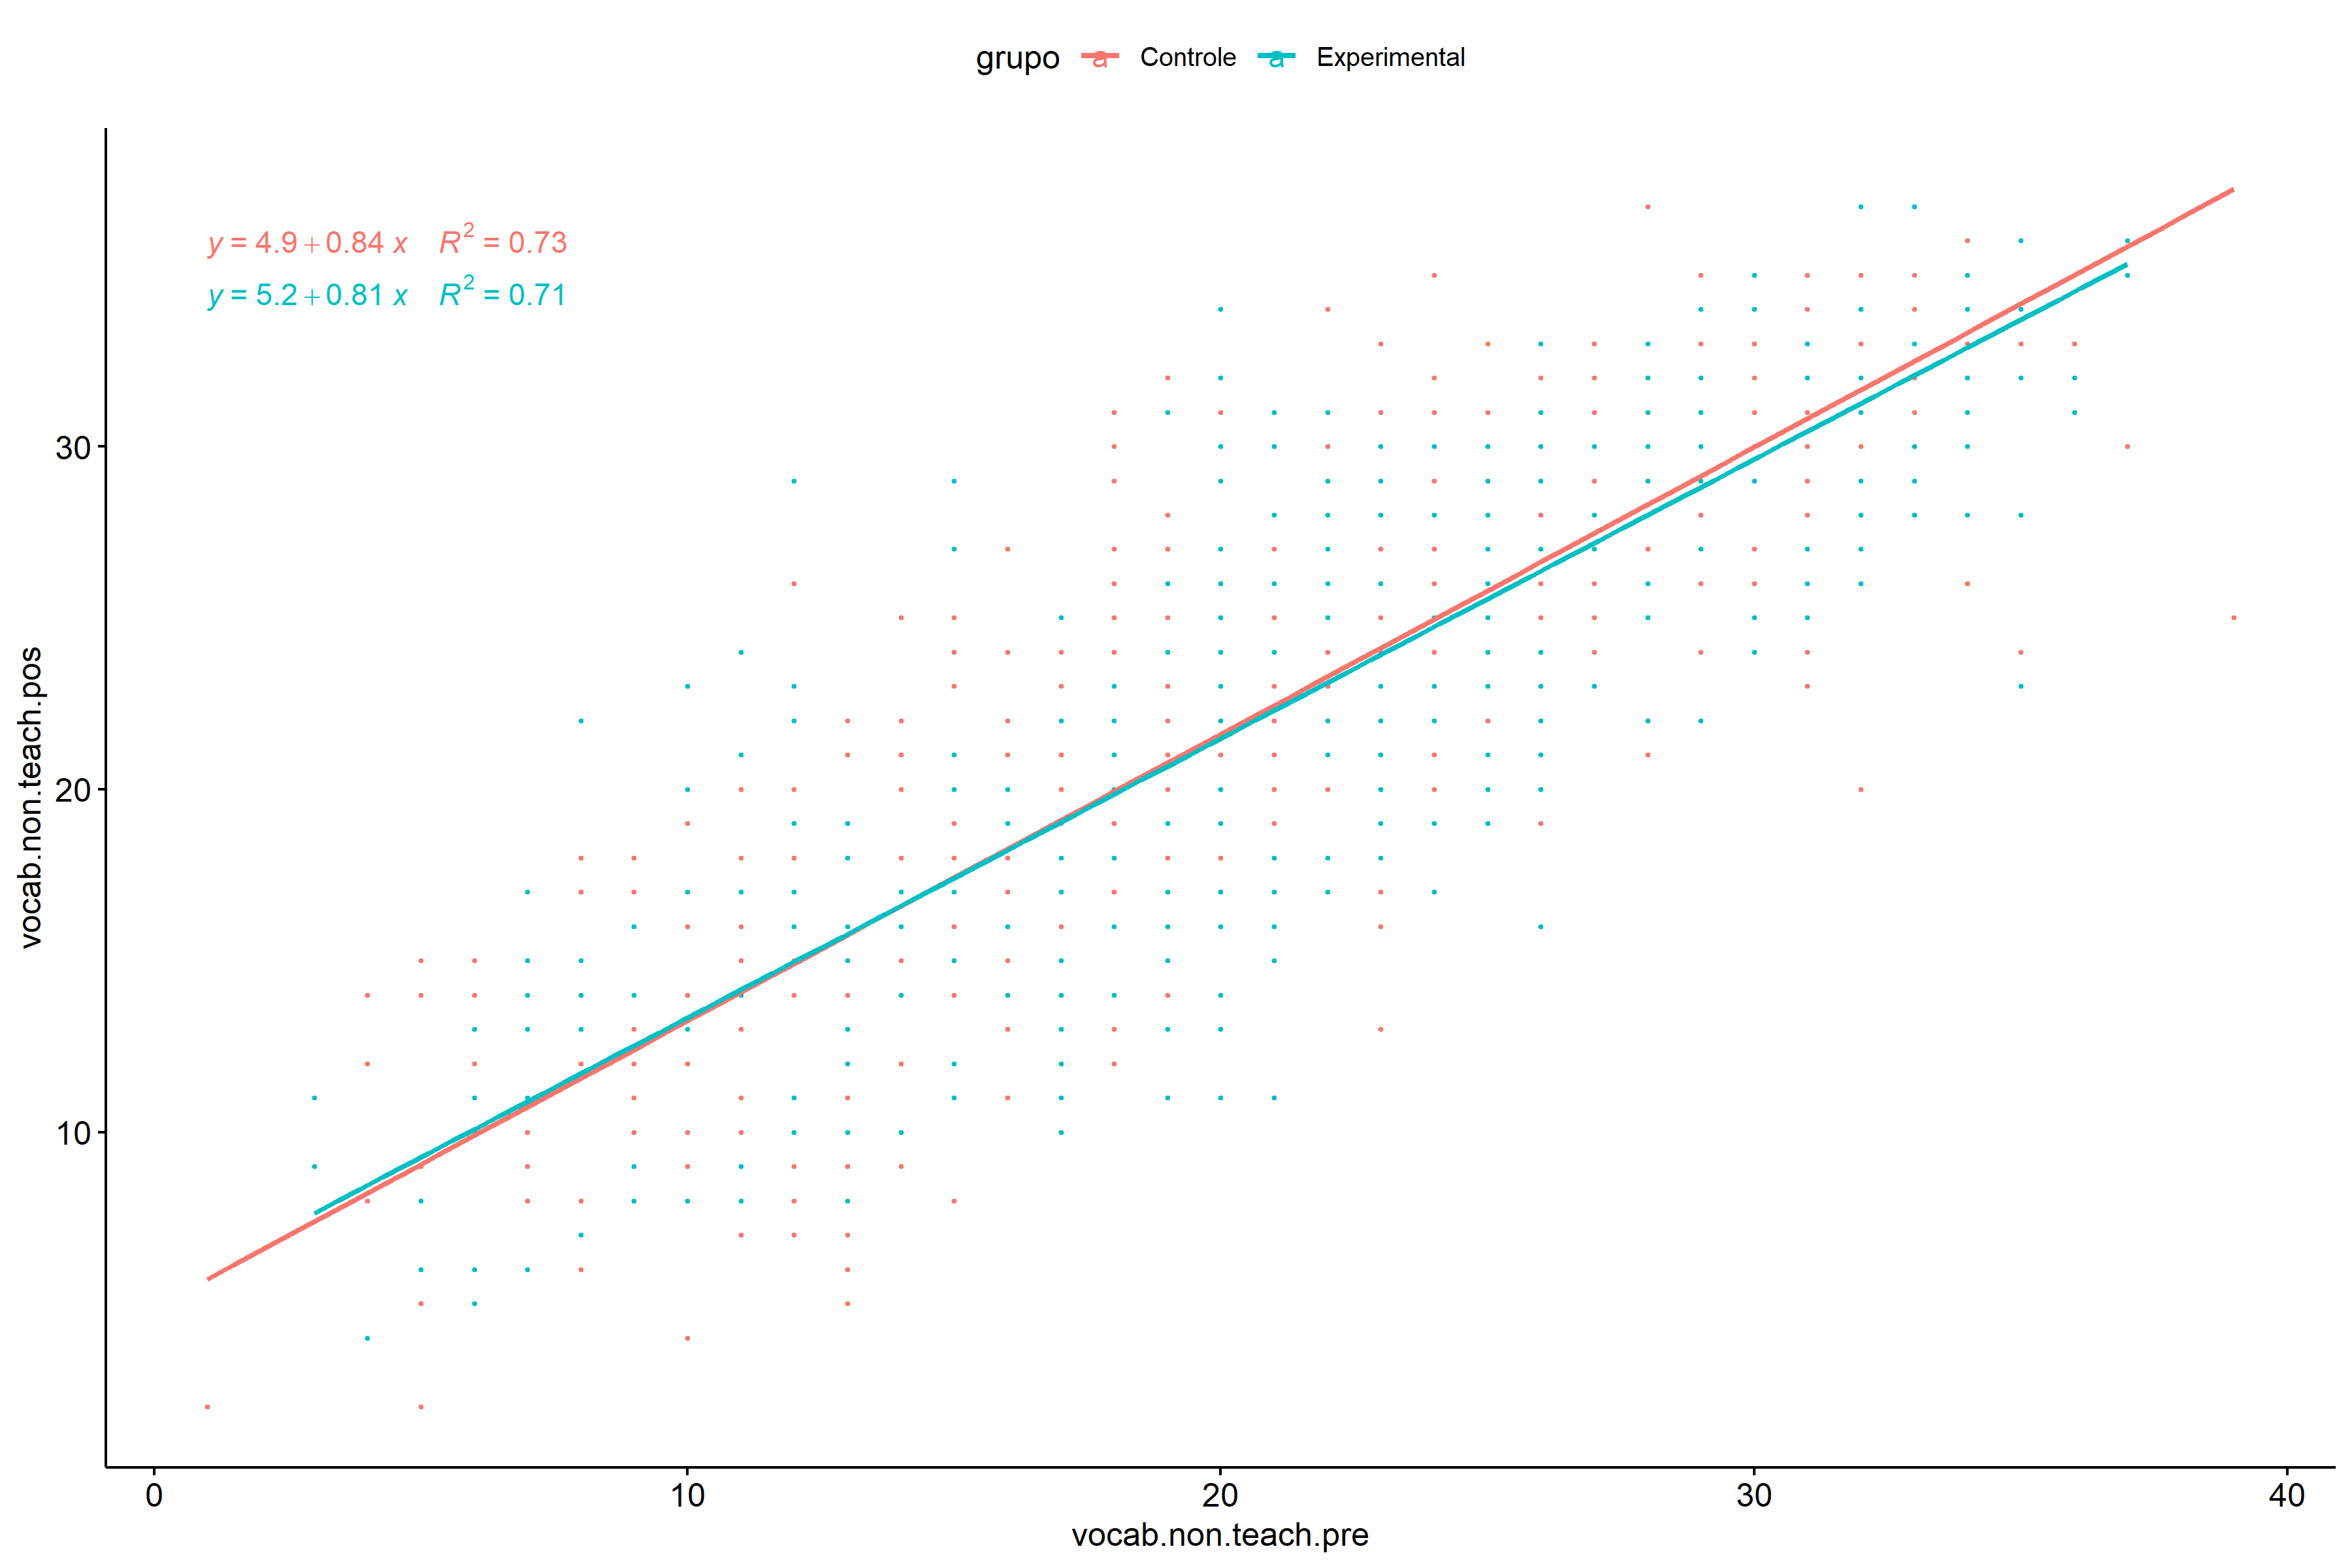 grupo a Controle a Experimental
y = 4.9 + 0.84 x R² = 0.73
y = 5.2 + 0.81 x R² = 0.71
30
20
10
vocab.non.teach.pos
0 10 20 30 40
vocab.non.teach.pre